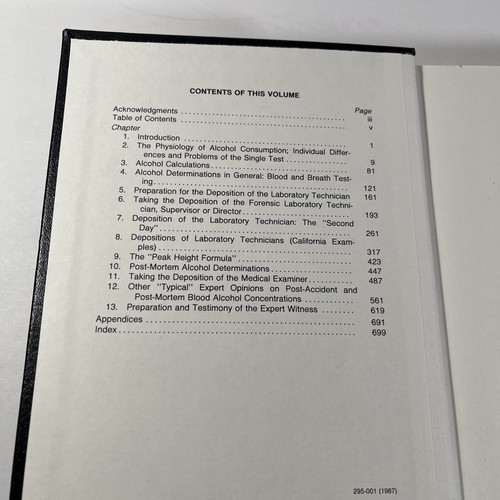 CONTENTS OF THIS VOLUME
Page
Acknowledgments iii
Table of Contents v
Chapter
1. Introduction 1
2. The Physiology of Alcohol Consumption; Individual Differ-
ences and Problems of the Single Test 9
3. Alcohol Calculations 81
4. Alcohol Determinations in General: Blood and Breath Test-
ing 121
5. Preparation for the Deposition of the Laboratory Technician 161
6. Taking the Deposition of the Forensic Laboratory Techni-
cian, Supervisor or Director 193
7. Deposition of the Laboratory Technician: The "Second
Day" 261
8. Depositions of Laboratory Technicians (California Exam-
ples) 317
9. The "Peak Height Formula" 423
10. Post-Mortem Alcohol Determinations 447
11. Taking the Deposition of the Medical Examiner 487
12. Other "Typical" Expert Opinions on Post-Accident and
Post-Mortem Blood Alcohol Concentrations 561
13. Preparation and Testimony of the Expert Witness 619
Appendices 691
Index 699
295-001 (1987)